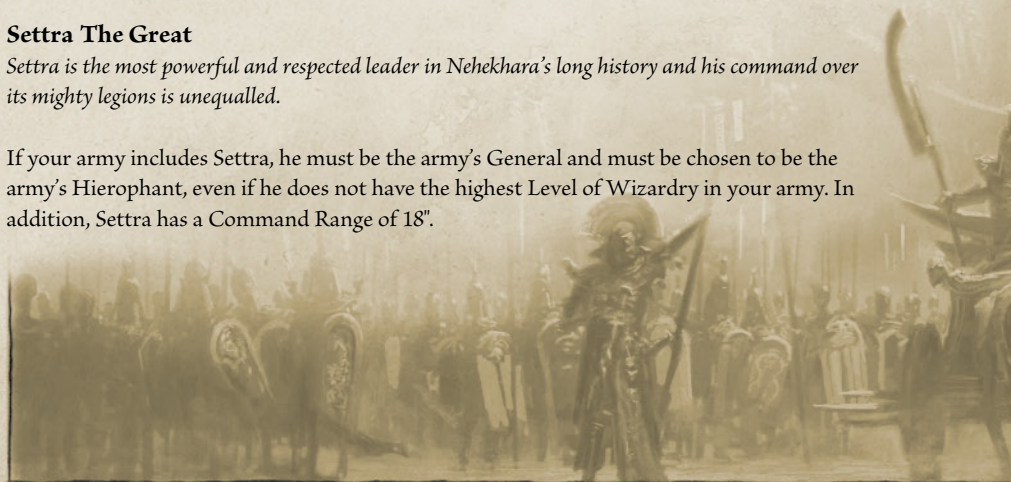 Settra The Great
Settra is the most powerful and respected leader in Nehekhara's long history and his command over
its mighty legions is unequalled.
If your army includes Settra, he must be the army's General and must be chosen to be the
army's Hierophant, even if he does not have the highest Level of Wizardry in your army. In
addition, Settra has a Command Range of 18".